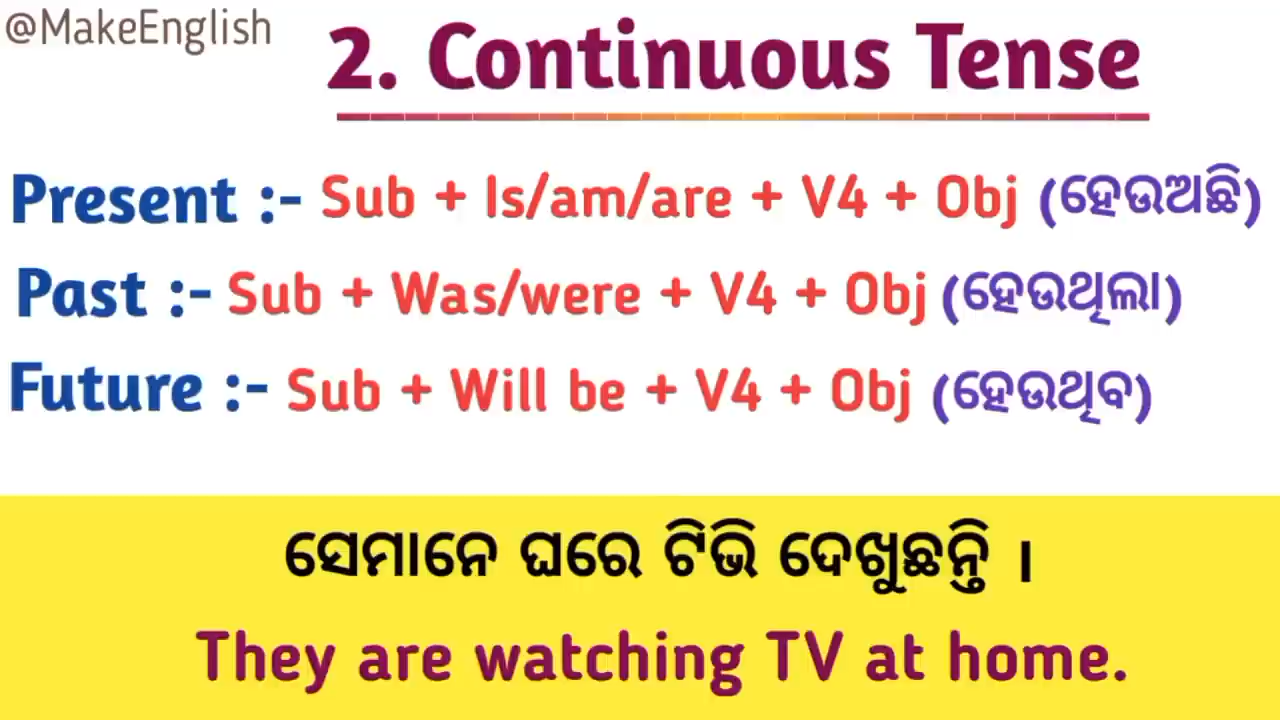 @MakeEnglish
2. Continuous Tense
Present :- Sub + Is/am/are + V4 + Obj (ହେଉଅଛି)
Past :- Sub + Was/were + V4 + Obj (ହେଉଥିଲା)
Future :- Sub + Will be + V4 + Obj (ହେଉଥିବ)
ସେମାନେ ଘରେ ଟିଭି ଦେଖୁଛନ୍ତି ।
They are watching TV at home.